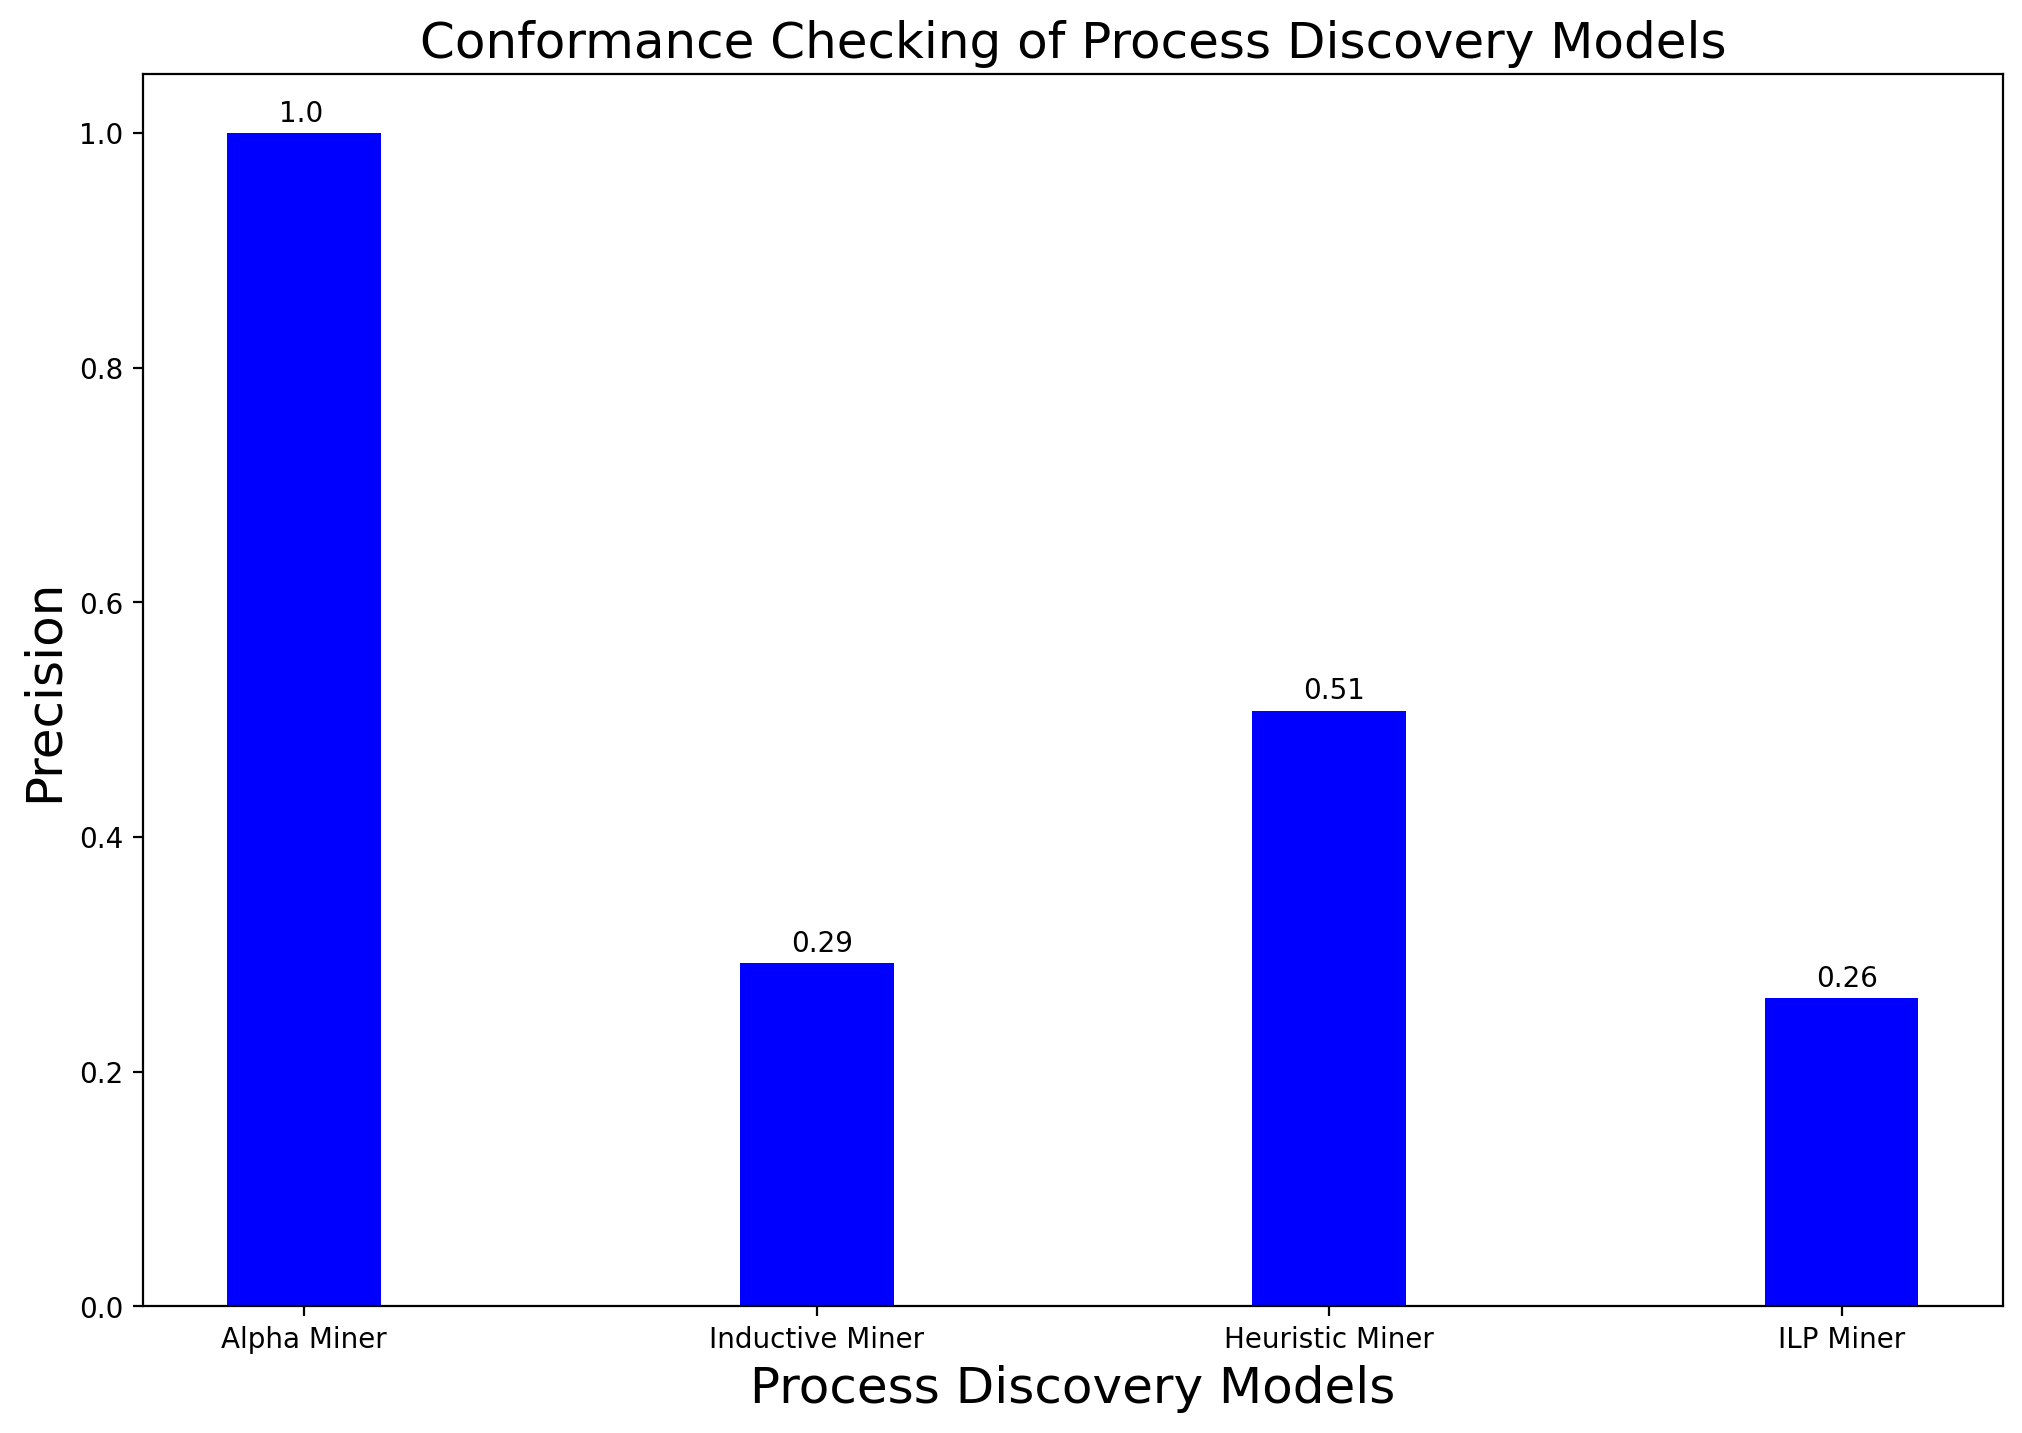 Conformance Checking of Process Discovery Models
1.0
1.0
0.8
0.6
0.51
0.4
0.29
0.26
0.2
0.0
Precision
Alpha Miner
Inductive Miner
Heuristic Miner
ILP Miner
Process Discovery Models